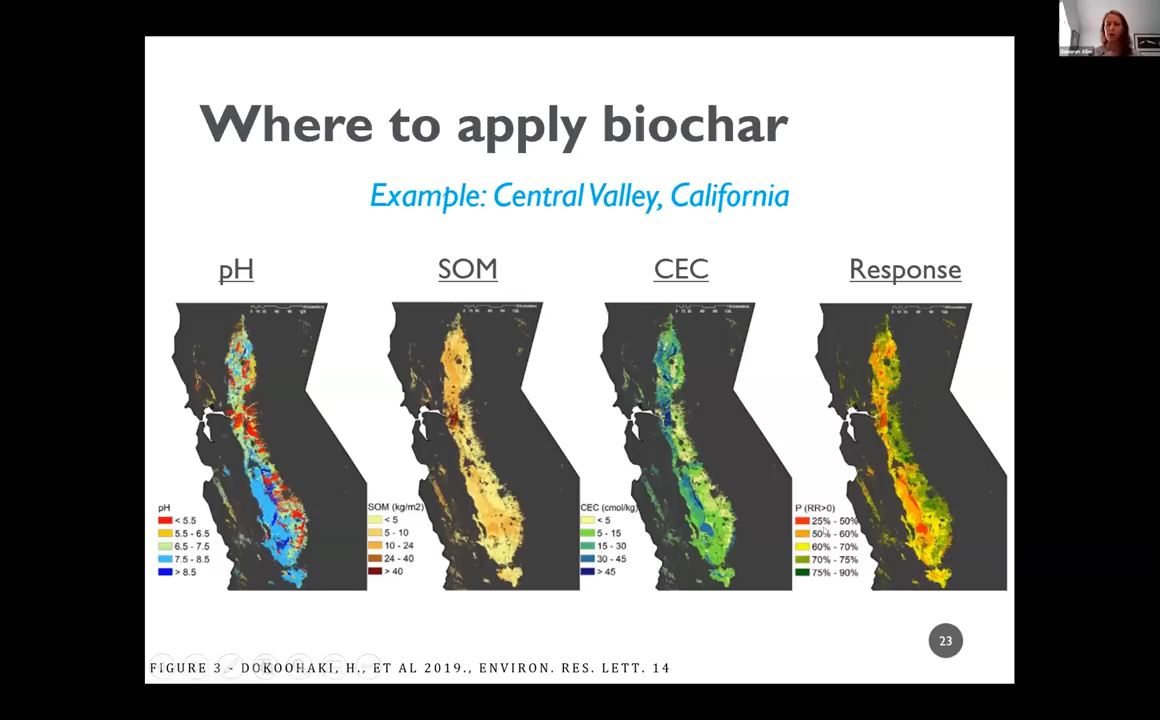 Where to apply biochar
Example: Central Valley, California
pH
SOM
CEC
Response
pH
< 5.5
5.5 - 6.5
6.5 - 7.5
7.5 - 8.5
> 8.5
SOM (kg/m2)
< 5
5 - 10
10 - 24
24 - 40
> 40
CEC (cmol/kg)
< 5
5 - 15
15 - 30
30 - 45
> 45
P (RR>0)
25% - 50%
50% - 60%
60% - 70%
70% - 75%
75% - 90%
23
FIGURE 3 - DOKOOHAKI, H., ET AL 2019., ENVIRON. RES. LETT. 14